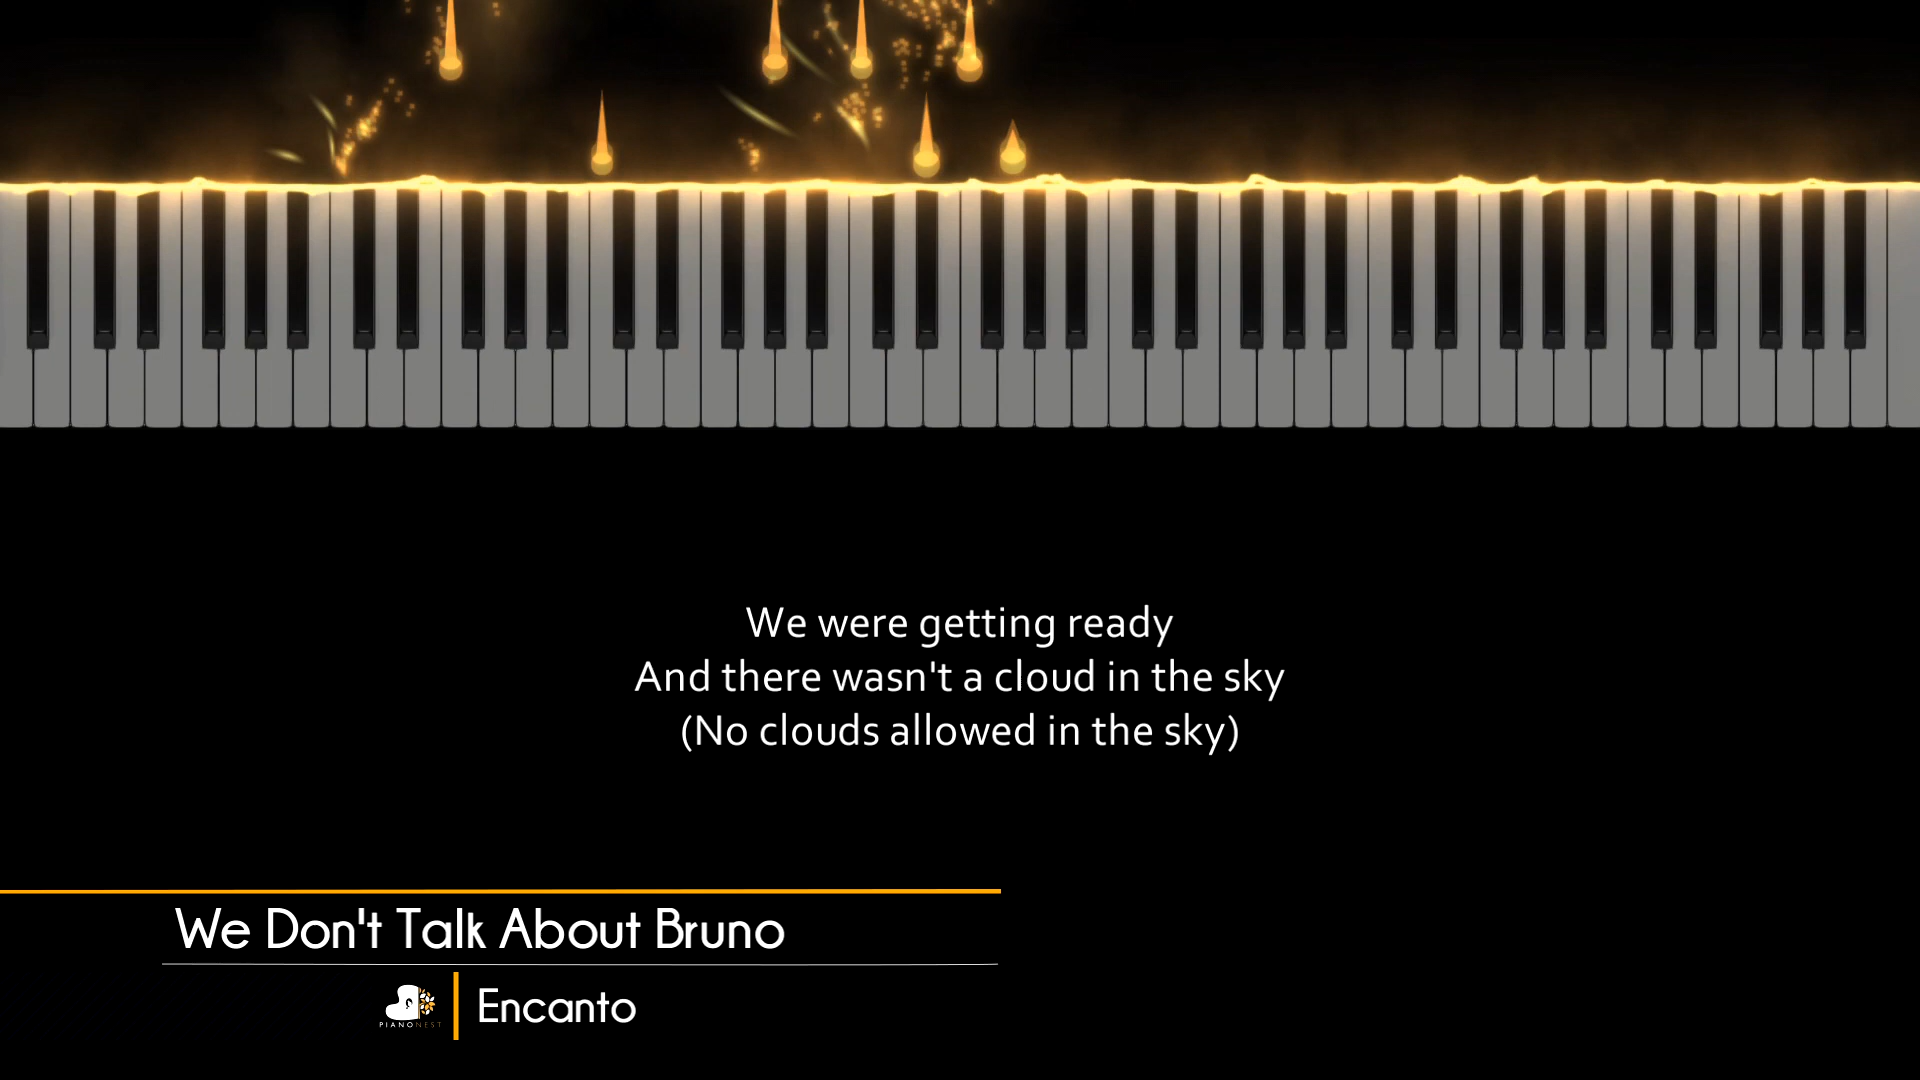 We were getting ready
And there wasn't a cloud in the sky
(No clouds allowed in the sky)
We Don't Talk About Bruno
PIANONEST
Encanto